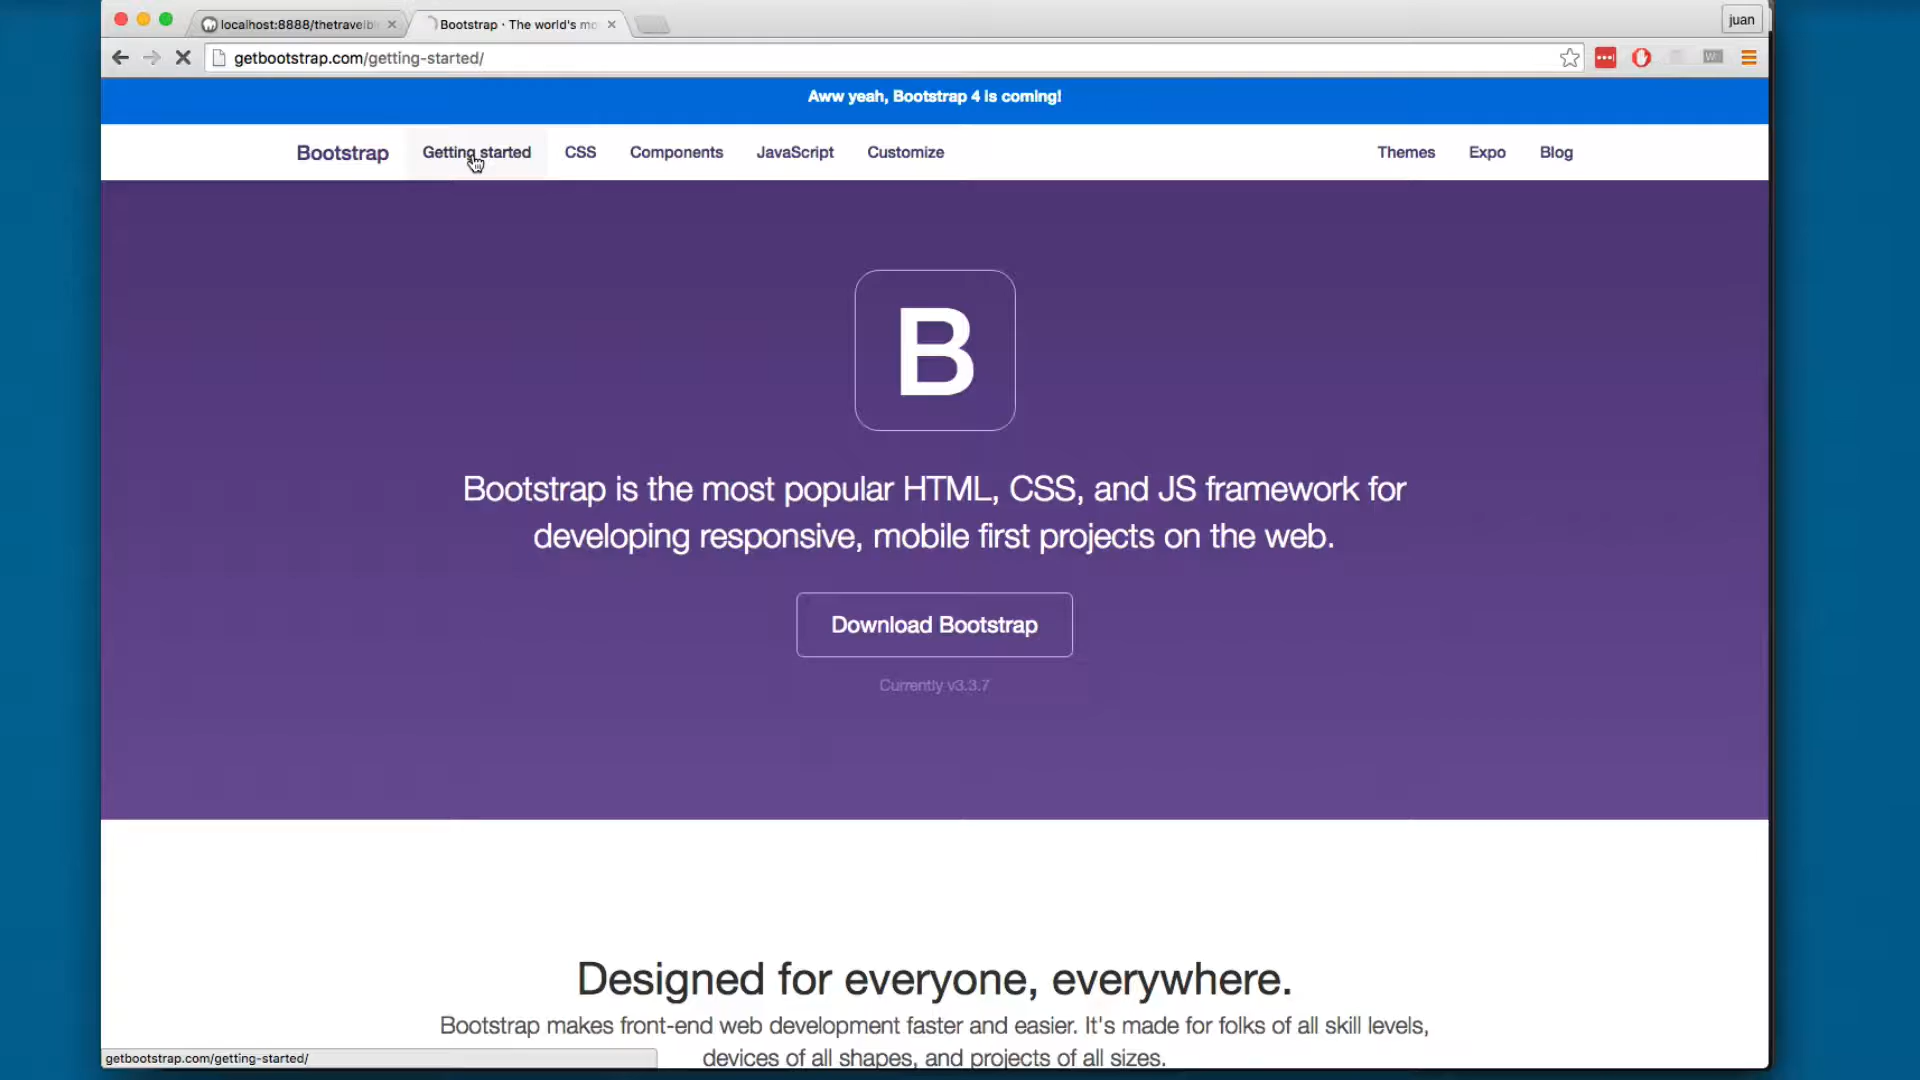 localhost:8888/thetravelb
Bootstrap · The world's mo
juan
getbootstrap.com/getting-started/
Aww yeah, Bootstrap 4 is coming!
Bootstrap Getting started CSS Components JavaScript Customize Themes Expo Blog
B
Bootstrap is the most popular HTML, CSS, and JS framework for
developing responsive, mobile first projects on the web.
Download Bootstrap
Currently v3.3.7
Designed for everyone, everywhere.
Bootstrap makes front-end web development faster and easier. It's made for folks of all skill levels,
devices of all shapes, and projects of all sizes.
getbootstrap.com/getting-started/